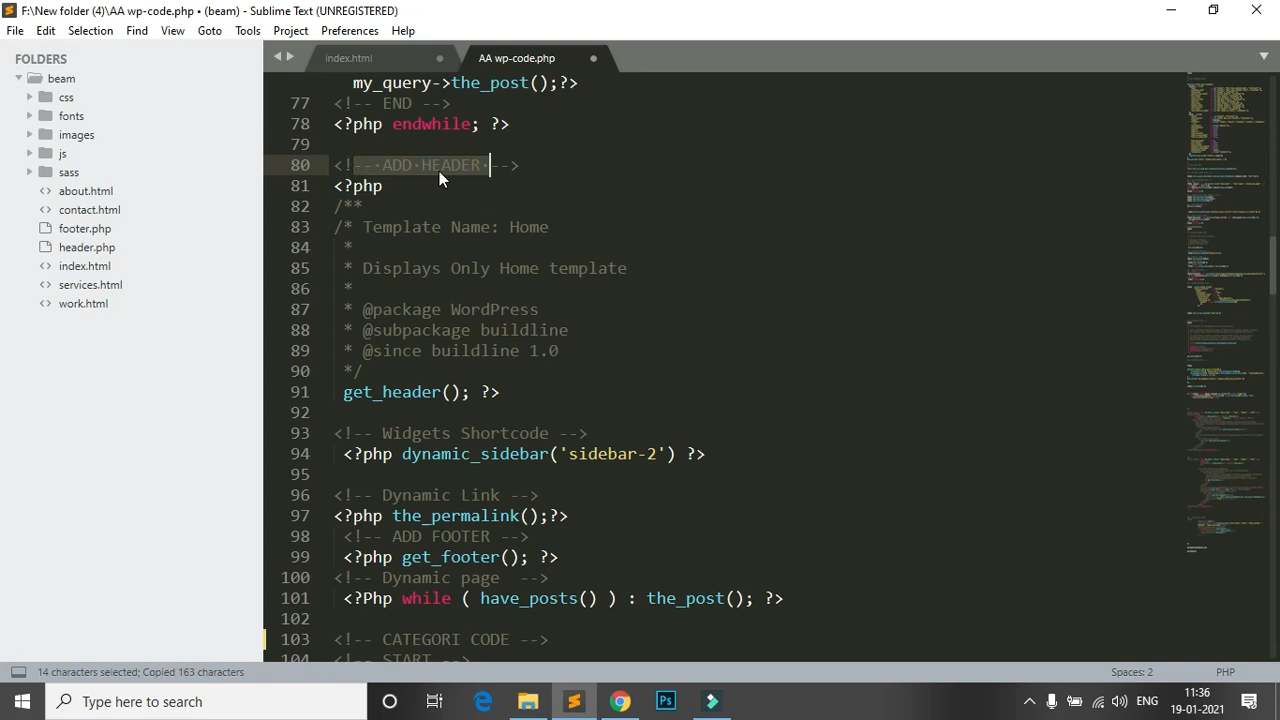 F:\New folder (4)\AA wp-code.php • (beam) - Sublime Text (UNREGISTERED)
File Edit Selection Find View Goto Tools Project Preferences Help
FOLDERS
beam
css
fonts
images
js
sass
about.html
contact.html
footer.php
header.php
index.html
services.html
work.html
index.html
AA wp-code.php
my_query->the_post();?>
77 <!-- END -->
78 <?php endwhile; ?>
79
80 <!-- ADD HEADER -->
81 <?php
82 /**
83 /* Template Name: Home
84 *
85 * Displays Only Home template
86 *
87 * @package WordPress
88 * @subpackage buildline
89 * @since buildline 1.0
90 */
91 get_header(); ?>
92
93 <!-- Widgets Shortcode -->
94 <?php dynamic_sidebar('sidebar-2') ?>
95
96 <!-- Dynamic Link -->
97 <?php the_permalink();?>
98 <!-- ADD FOOTER -->
99 <?php get_footer(); ?>
100 <!-- Dynamic page  -->
101 <?Php while ( have_posts() ) : the_post(); ?>
102
103 <!-- CATEGORI CODE -->
104 <!-- START -->
14 characters selected; Copied 163 characters
Spaces: 2
PHP
Type here to search
Ps
ENG
11:36
19-01-2021